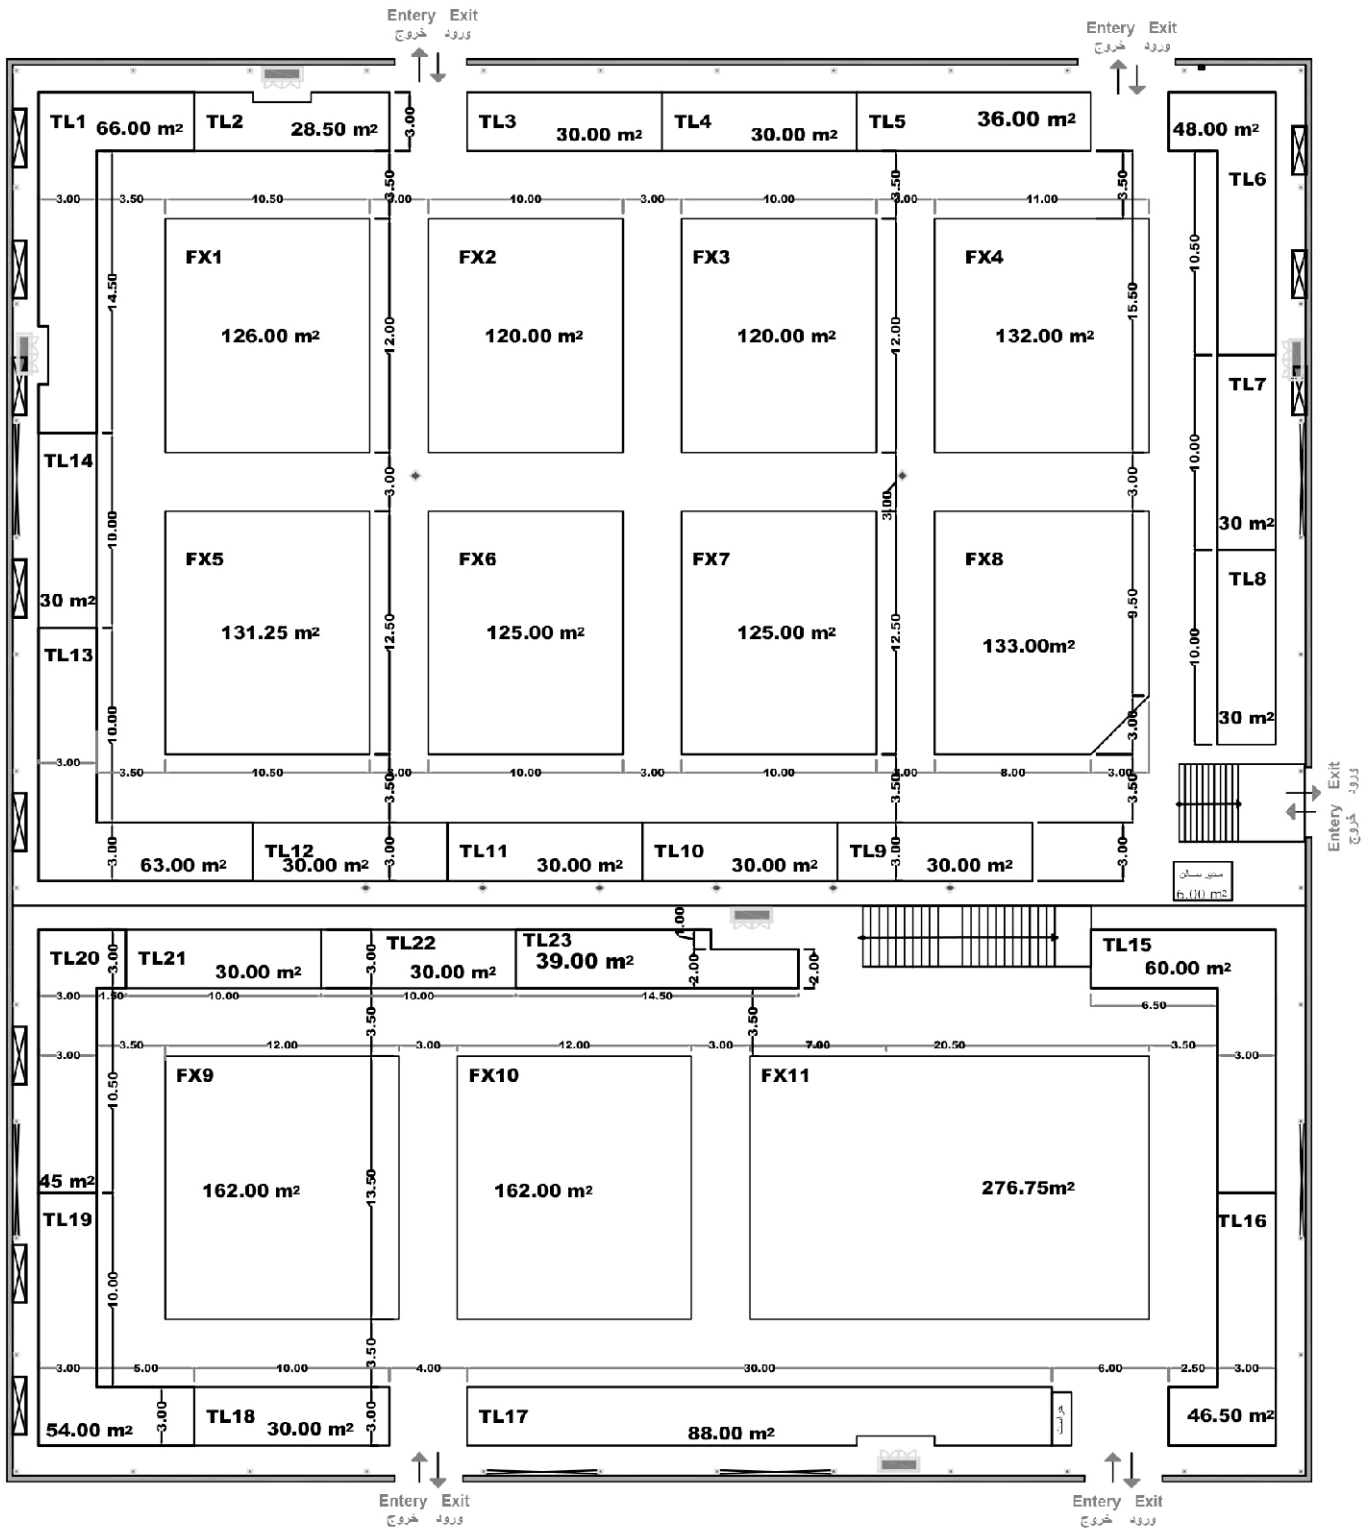 Entery Exit
خروج ورود
Entery Exit
خروج ورود
TL1 66.00 m²
TL2 28.50 m²
3.00
TL3 30.00 m²
TL4 30.00 m²
TL5 36.00 m²
48.00 m²
TL6
3.50 3.50 3.50
3.00 3.50 10.50 3.00 10.00 3.00 10.00 3.00 11.00
FX1
126.00 m²
FX2
120.00 m²
FX3
120.00 m²
FX4
132.00 m²
14.50 12.00 12.00 15.50 10.50
TL7
30 m²
TL14
30 m²
3.00 3.00 3.00
10.00 10.00
FX5
131.25 m²
FX6
125.00 m²
FX7
125.00 m²
FX8
133.00m²
12.50 12.50 9.50
TL8
30 m²
10.00
TL13
10.00
3.00
3.00
3.50 10.50 3.00 10.00 3.00 10.00 3.00 8.00 3.00
3.50 3.50 3.50
Exit ورود
Entery خروج
63.00 m²
TL12
30.00 m²
TL11
30.00 m²
TL10
30.00 m²
TL9
30.00 m²
3.00 3.00 3.00 3.00
مدیر سالن
6.00 m²
TL20
45 m²
TL21
30.00 m²
TL22
30.00 m²
TL23
39.00 m²
TL15
60.00 m²
3.00 3.00 1.00 2.00 2.00
3.00 1.50 10.00 10.00 14.50 6.50
3.50 3.50
3.00 3.50 12.00 3.00 12.00 3.00 7.00 20.50 3.50 3.00
FX9
162.00 m²
FX10
162.00 m²
FX11
276.75m²
10.50 13.50
TL19
TL16
10.00 3.50
3.00 5.00 10.00 4.00 30.00 6.00 2.50 3.00
54.00 m²
3.00
TL18
30.00 m²
3.00
TL17
88.00 m²
حراست
46.50 m²
Entery Exit
خروج ورود
Entery Exit
خروج ورود